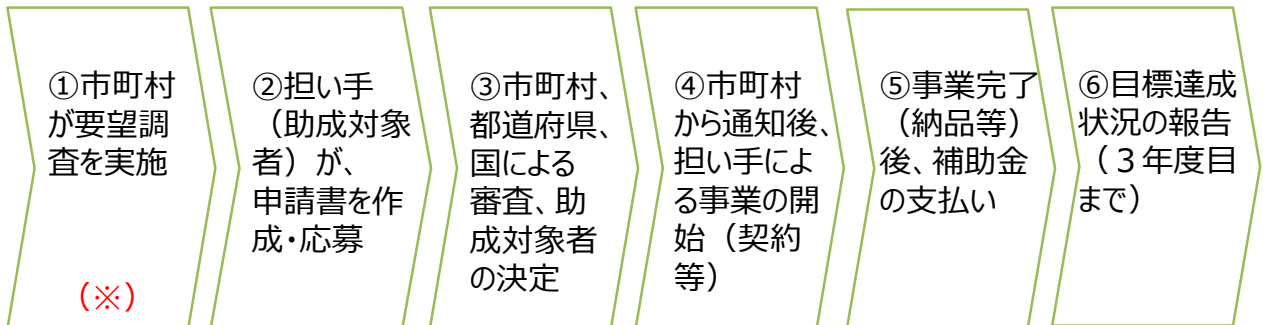 ①市町村
が要望調
査を実施
（※）
②担い手
（助成対象
者）が、
申請書を作
成・応募
③市町村、
都道府県、
国による
審査、助
成対象者
の決定
④市町村
から通知後、
担い手によ
る事業の開
始（契約
等）
⑤事業完了
（納品等）
後、補助金
の支払い
⑥目標達成
状況の報告
（３年度目
まで）